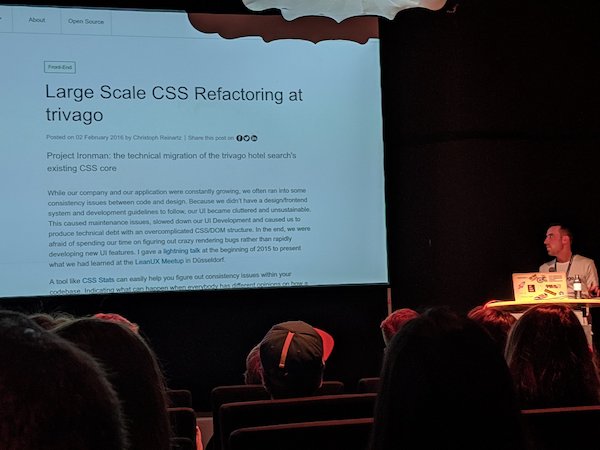 About
Open Source
Front-End
Large Scale CSS Refactoring at
trivago
Posted on 02 February 2016 by Christoph Reinartz | Share this post on
Project Ironman: the technical migration of the trivago hotel search's
existing CSS core
While our company and our application were constantly growing, we often ran into some
consistency issues between code and design. Because we didn't have a design/frontend
system and development guidelines to follow, our UI became cluttered and unsustainable.
This caused maintenance issues, slowed down our UI Development and caused us to
produce technical debt with an overcomplicated CSS/DOM structure. In the end, we were
afraid of spending our time on figuring out crazy rendering bugs rather than rapidly
developing new UI features. I gave a lightning talk at the beginning of 2015 to present
what we had learned at the LeanUX Meetup in Düsseldorf.
A tool like CSS Stats can easily help you figure out consistency issues within your
codebase. Indicating what can happen when everybody has different opinions on how a